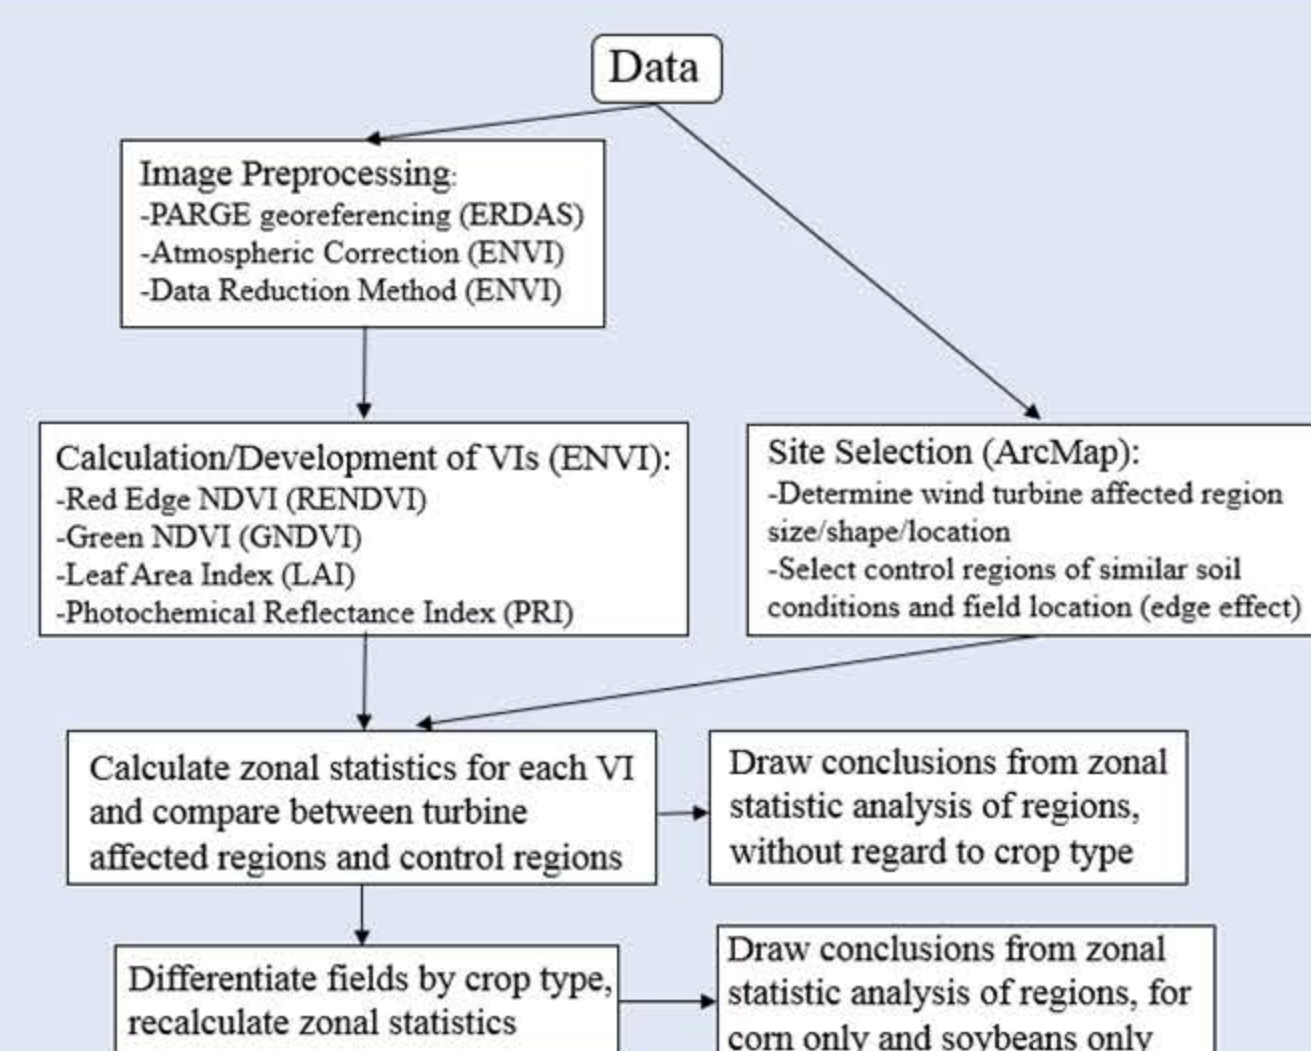 Data
Image Preprocessing:
-PARGE georeferencing (ERDAS)
-Atmospheric Correction (ENVI)
-Data Reduction Method (ENVI)
Calculation/Development of VIs (ENVI):
-Red Edge NDVI (RENDVI)
-Green NDVI (GNDVI)
-Leaf Area Index (LAI)
-Photochemical Reflectance Index (PRI)
Site Selection (ArcMap):
-Determine wind turbine affected region
size/shape/location
-Select control regions of similar soil
conditions and field location (edge effect)
Calculate zonal statistics for each VI
and compare between turbine
affected regions and control regions
Draw conclusions from zonal
statistic analysis of regions,
without regard to crop type
Differentiate fields by crop type,
recalculate zonal statistics
Draw conclusions from zonal
statistic analysis of regions, for
corn only and soybeans only